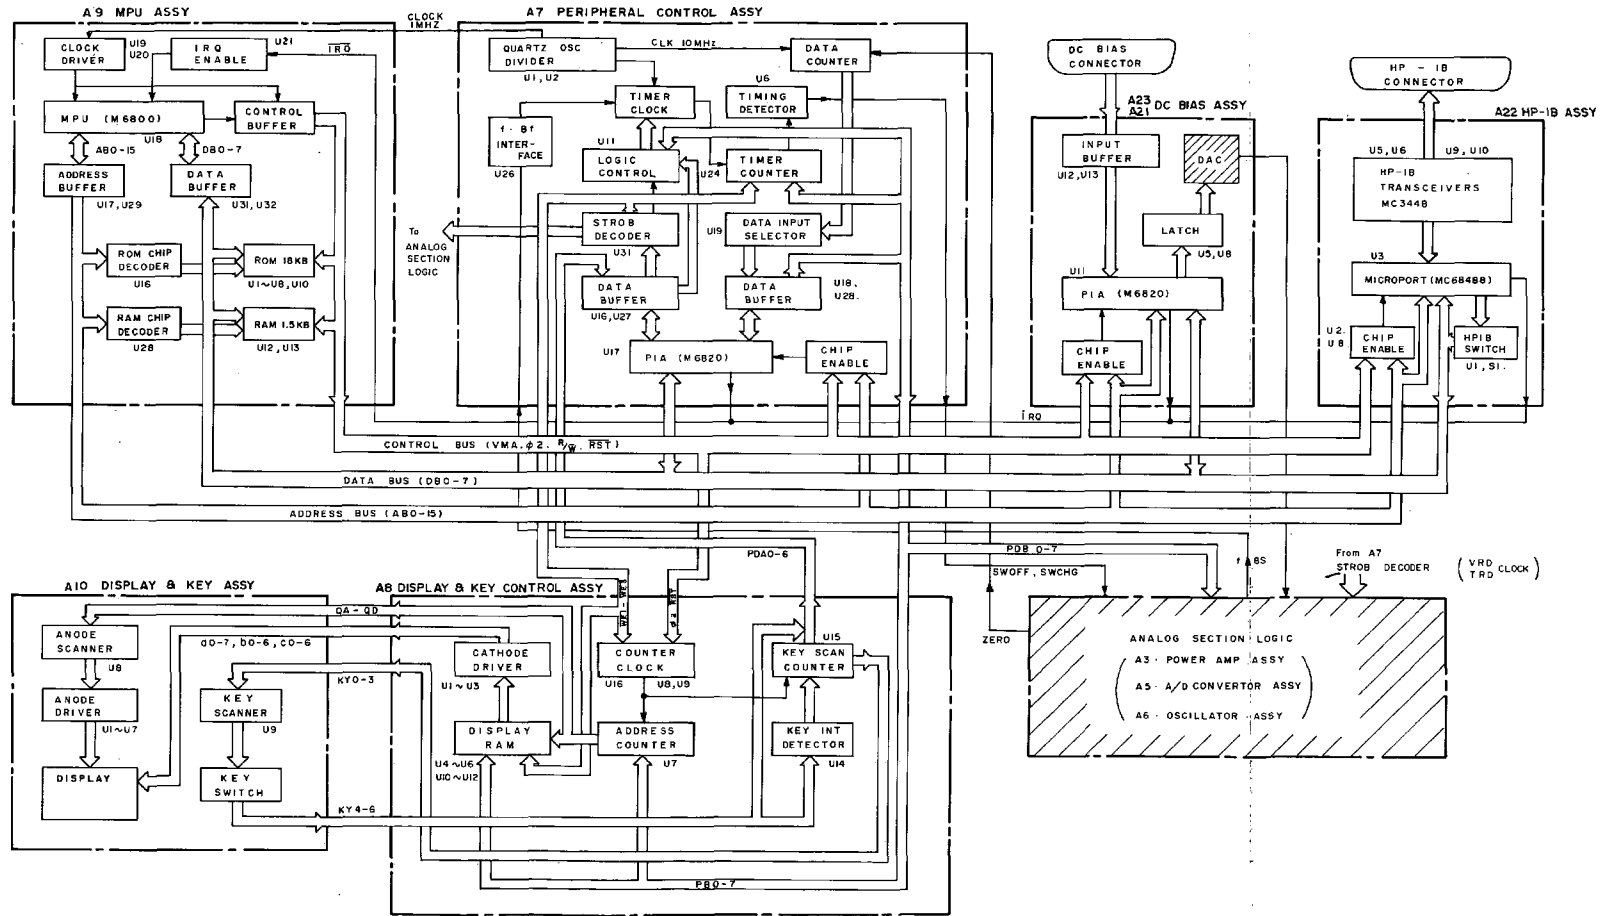 A9 MPU ASSY
CLOCK DRIVER
U19
U20
IRQ ENABLE
U21
IRQ
MPU (M6800)
U18
CONTROL BUFFER
AB0-15
DB0-7
ADDRESS BUFFER
U17, U29
DATA BUFFER
U31, U32
ROM CHIP DECODER
U16
ROM 18KB
U1~U8, U10
RAM CHIP DECODER
U28
RAM 1.5KB
U12, U13
CLOCK
1MHZ
A7 PERIPHERAL CONTROL ASSY
QUARTZ OSC DIVIDER
U1, U2
CLK 10MHZ
DATA COUNTER
TIMER CLOCK
U6
TIMING DETECTOR
f-Bf
INTER-
FACE
U26
U11
LOGIC CONTROL
U24
TIMER COUNTER
To
ANALOG
SECTION
LOGIC
STROB DECODER
U31
U19
DATA INPUT SELECTOR
DATA BUFFER
U16, U27
DATA BUFFER
U18.
U28.
U17
PIA (M6820)
CHIP ENABLE
DC BIAS CONNECTOR
A23
A21 DC BIAS ASSY
INPUT BUFFER
U12, U13
DAC
LATCH
U5, U8
U11
PIA (M6820)
CHIP ENABLE
HP-IB CONNECTOR
A22 HP-IB ASSY
U5, U6
U9, U10
HP-IB
TRANSCEIVERS
MC3448
U3
MICROPORT (MC68488)
U2.
U8
CHIP ENABLE
HPIB SWITCH
U1, S1.
IRQ
CONTROL BUS (VMA. φ2. R/W. RST)
DATA BUS (DB0-7)
ADDRESS BUS (AB0-15)
PDA0-6
PDB 0-7
SWOFF, SWCHG
ZERO
f BS
From A7
STROB DECODER
(VRD
TRD CLOCK)
ANALOG SECTION LOGIC
A3 · POWER AMP ASSY
A5 · A/D CONVERTOR ASSY
A6 · OSCILLATOR ASSY
A10 DISPLAY & KEY ASSY
ANODE SCANNER
U8
ANODE DRIVER
U1~U7
DISPLAY
KEY SCANNER
U9
KEY SWITCH
A8 DISPLAY & KEY CONTROL ASSY
QA-QD
a0-7, b0-6, c0-6
KY0-3
KY4-6
CATHODE DRIVER
U1~U3
DISPLAY RAM
U4~U6
U10~U12
COUNTER CLOCK
U16
U8, U9
ADDRESS COUNTER
U7
U15
KEY SCAN COUNTER
KEY INT DETECTOR
U14
PB0-7